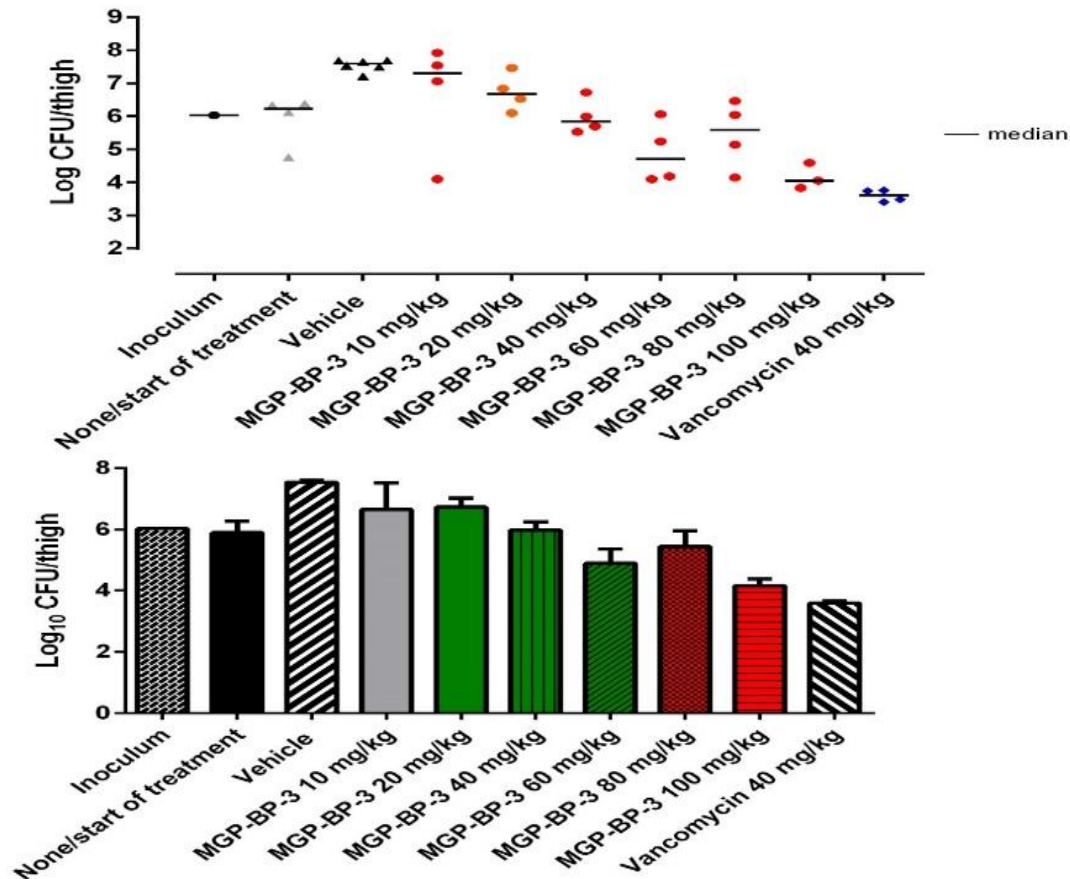 9
8
7
6
5
4
3
2
Log CFU/thigh
median
Inoculum
None/start of treatment
Vehicle
MGP-BP-3 10 mg/kg
MGP-BP-3 20 mg/kg
MGP-BP-3 40 mg/kg
MGP-BP-3 60 mg/kg
MGP-BP-3 80 mg/kg
MGP-BP-3 100 mg/kg
Vancomycin 40 mg/kg
8
6
4
2
0
Log₁₀ CFU/thigh
Inoculum
None/start of treatment
Vehicle
MGP-BP-3 10 mg/kg
MGP-BP-3 20 mg/kg
MGP-BP-3 40 mg/kg
MGP-BP-3 60 mg/kg
MGP-BP-3 80 mg/kg
MGP-BP-3 100 mg/kg
Vancomycin 40 mg/kg